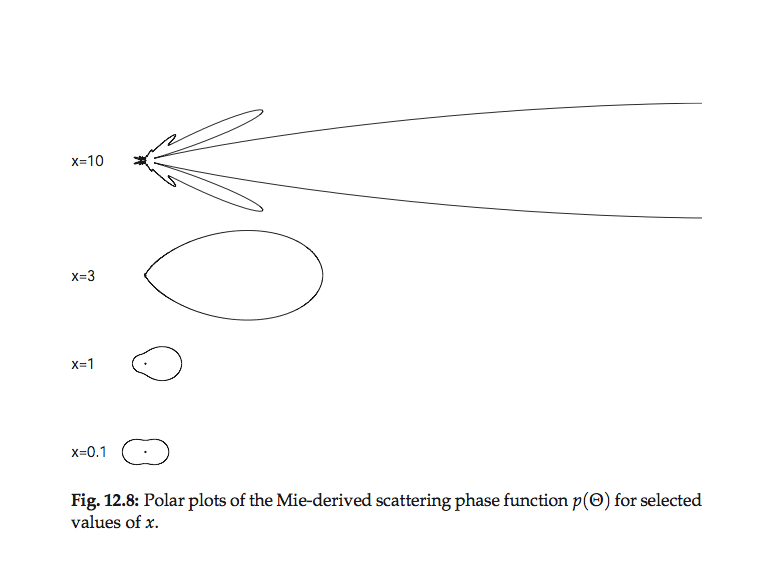 x=10
x=3
x=1
x=0.1
Fig. 12.8: Polar plots of the Mie-derived scattering phase function p(Θ) for selected
values of x.